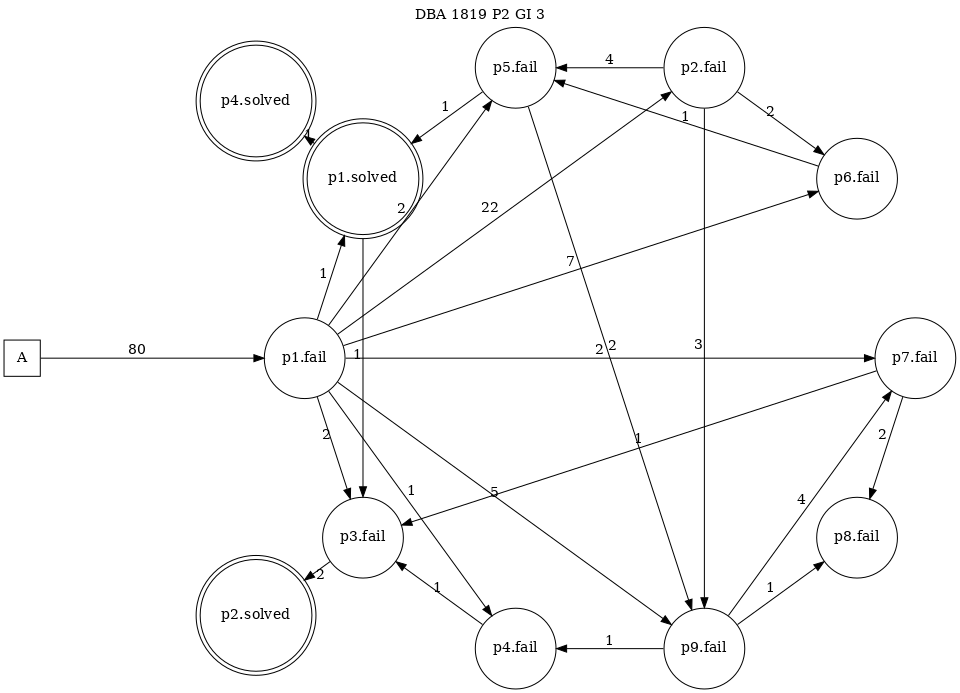 DBA 1819 P2 GI 3
p5.fail
4
p2.fail
p4.solved
1
2
1
1
p1.solved
p6.fail
2
22
7
1
A
80
p1.fail
1
2
2
3
p7.fail
2
1
2
1
5
4
p3.fail
p8.fail
2
1
1
p2.solved
p4.fail
1
p9.fail